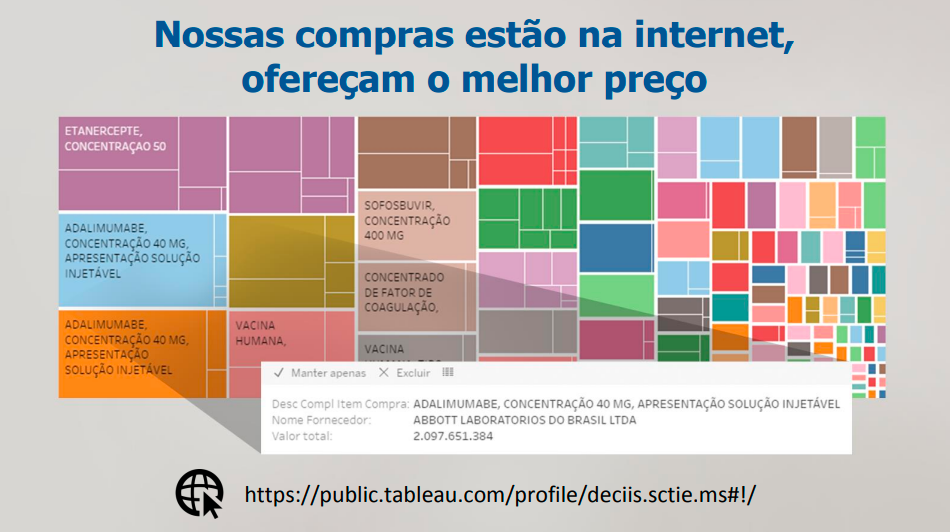 Nossas compras estão na internet,
ofereçam o melhor preço
ETANERCEPTE,
CONCENTRAÇAO 50
ADALIMUMABE,
CONCENTRAÇÃO 40 MG,
APRESENTAÇÃO SOLUÇÃO
INJETÁVEL
ADALIMUMABE,
CONCENTRAÇÃO 40 MG,
APRESENTAÇÃO
SOLUÇÃO INJETÁVEL
VACINA
HUMANA,
SOFOSBUVIR,
CONCENTRAÇÃO
400 MG
CONCENTRADO
DE FATOR DE
COAGULAÇÃO,
VACINA
Manter apenas
Excluir
Desc Compl Item Compra: ADALIMUMABE, CONCENTRAÇÃO 40 MG, APRESENTAÇÃO SOLUÇÃO INJETÁVEL
Nome Fornecedor: ABBOTT LABORATORIOS DO BRASIL LTDA
Valor total: 2.097.651.384
https://public.tableau.com/profile/deciis.sctie.ms#!/